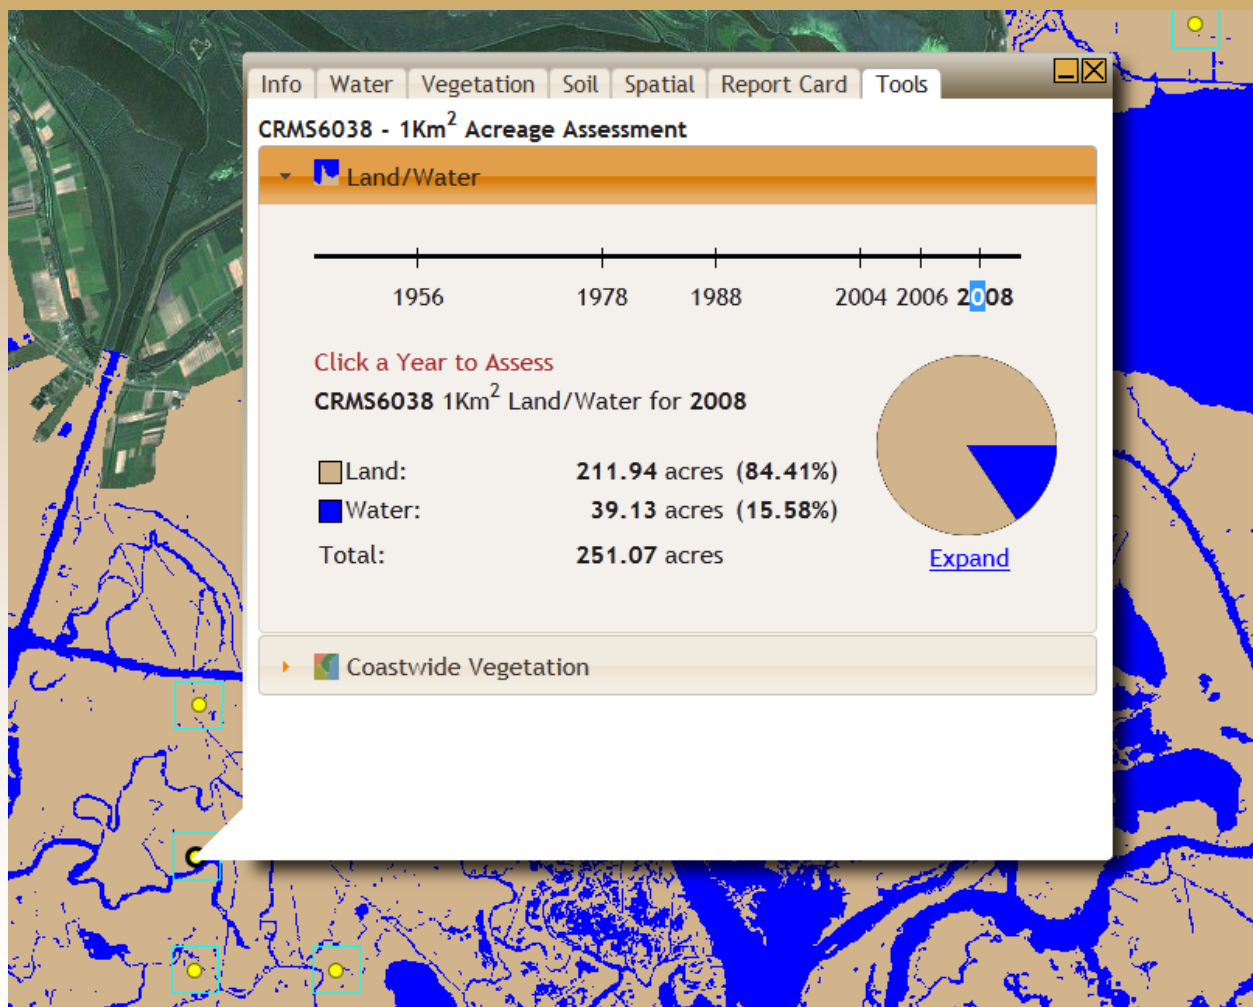 Info Water Vegetation Soil Spatial Report Card Tools
CRMS6038 - 1Km2 Acreage Assessment
Land/Water
1956 1978 1988 2004 2006 2008
Click a Year to Assess
CRMS6038 1Km2 Land/Water for 2008
Land: 211.94 acres (84.41%)
Water: 39.13 acres (15.58%)
Total: 251.07 acres
Expand
Coastwide Vegetation